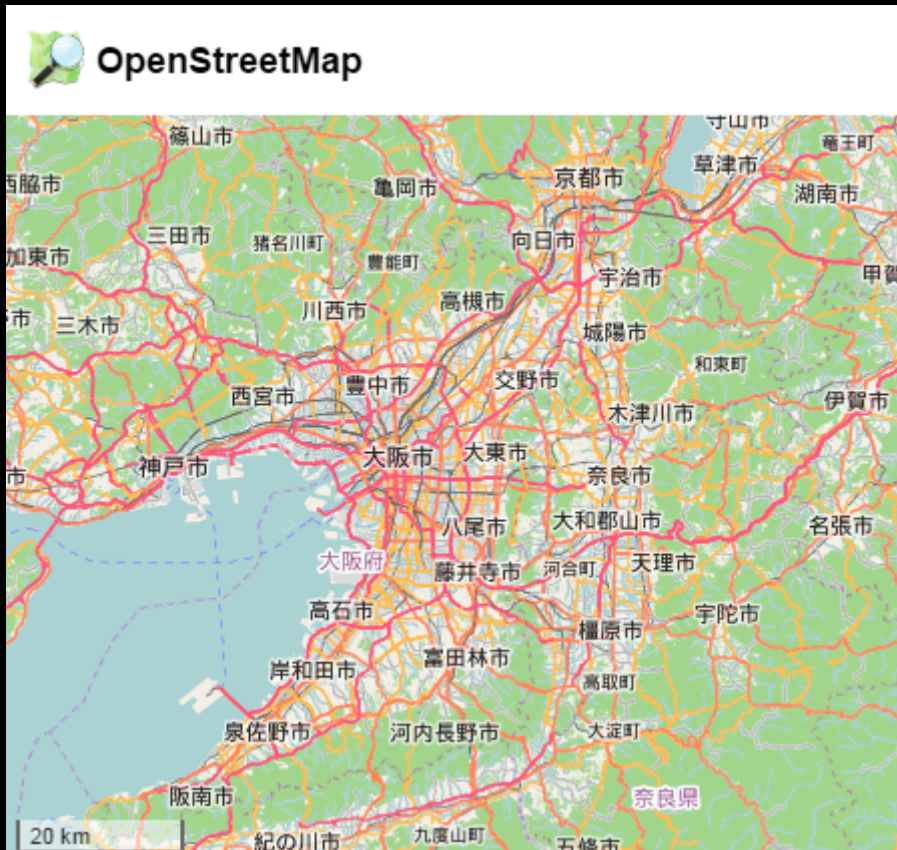 OpenStreetMap
守山市
篠山市
竜王町
草津市
京都市
西脇市
亀岡市
湖南市
三田市
向日市
猪名川町
加東市
豊能町
宇治市
甲賀
高槻市
川西市
市
三木市
城陽市
和東町
交野市
豊中市
西宮市
伊賀市
木津川市
大東市
大阪市
神戸市
奈良市
市
大和郡山市
八尾市
名張市
大阪府
天理市
河合町
藤井寺市
高石市
宇陀市
橿原市
富田林市
岸和田市
高取町
泉佐野市
河内長野市
大淀町
阪南市
奈良県
20 km
九度山町
紀の川市
五條市